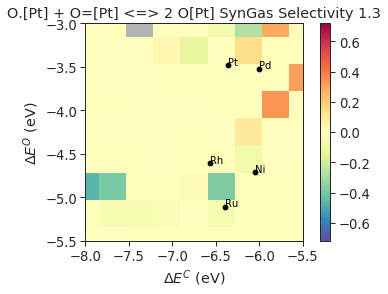 O.[Pt] + O=[Pt] <=> 2 O[Pt] SynGas Selectivity 1.3
−3.0
−3.5
−4.0
−4.5
−5.0
−5.5
ΔE^O (eV)
Pt
Pd
Rh
Ni
Ru
−8.0 −7.5 −7.0 −6.5 −6.0 −5.5
ΔE^C (eV)
0.6
0.4
0.2
0.0
−0.2
−0.4
−0.6